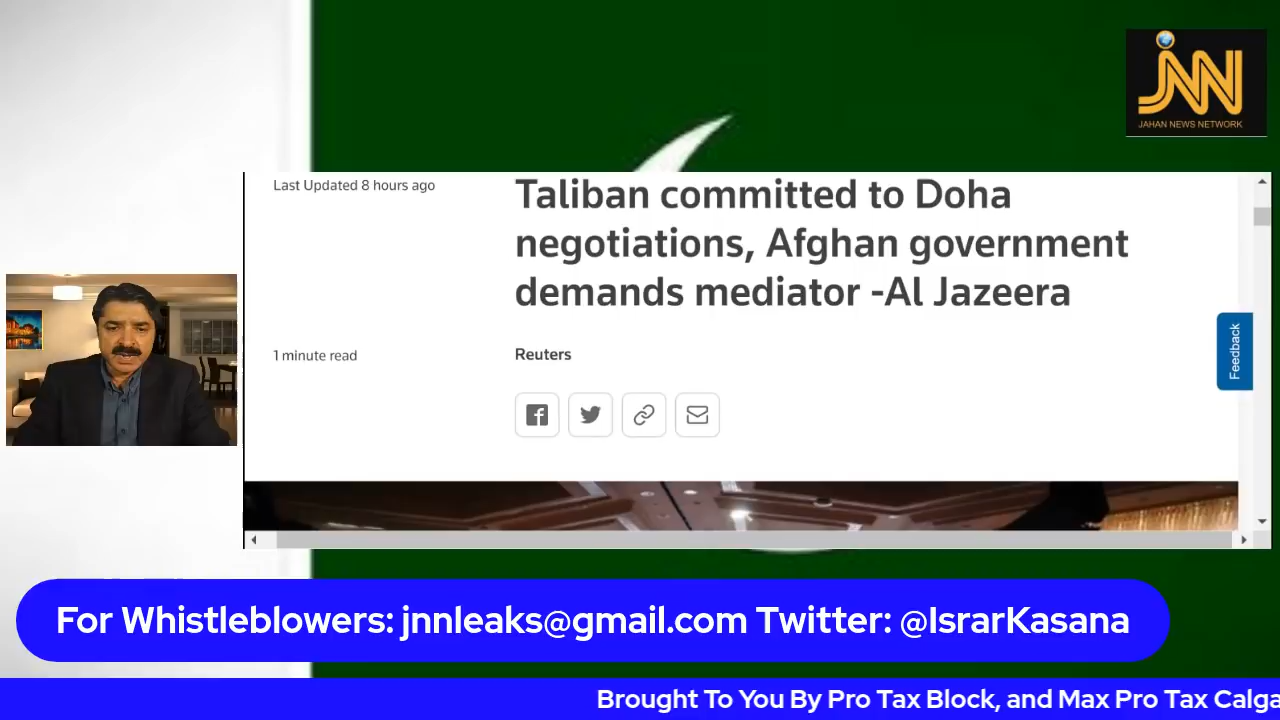 JNN
JAHAN NEWS NETWORK
Last Updated 8 hours ago
Taliban committed to Doha
negotiations, Afghan government
demands mediator -Al Jazeera
1 minute read
Reuters
Feedback
For Whistleblowers: jnnleaks@gmail.com Twitter: @IsrarKasana
Brought To You By Pro Tax Block, and Max Pro Tax Calga